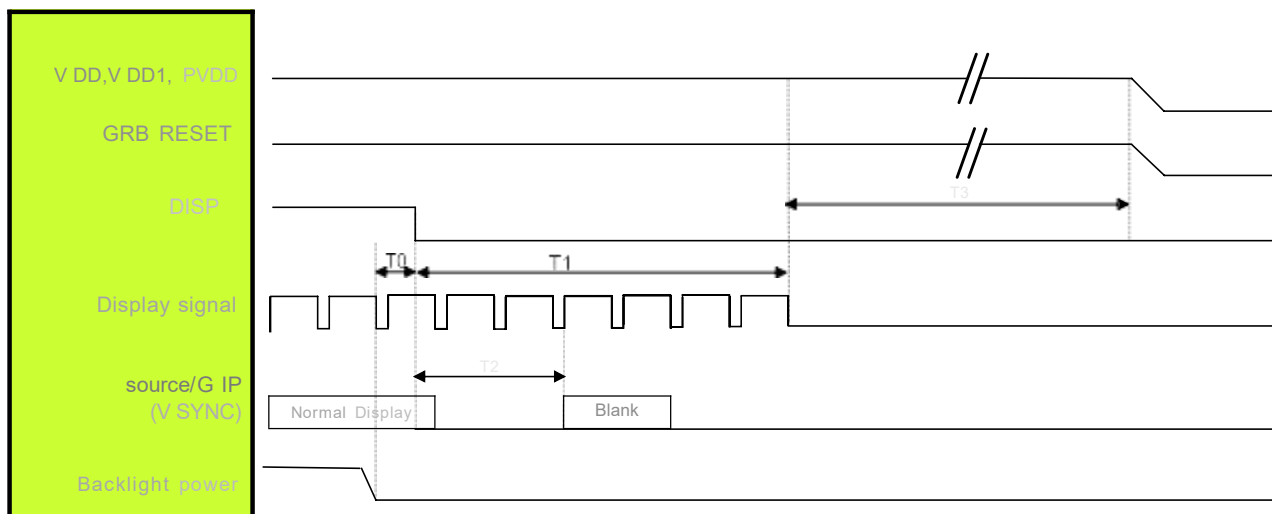 V DD,V DD1, PVDD
GRB RESET
DISP
T3
T0
T1
Display signal
T2
source/G IP
(V SYNC)
Normal Display
Blank
Backlight power